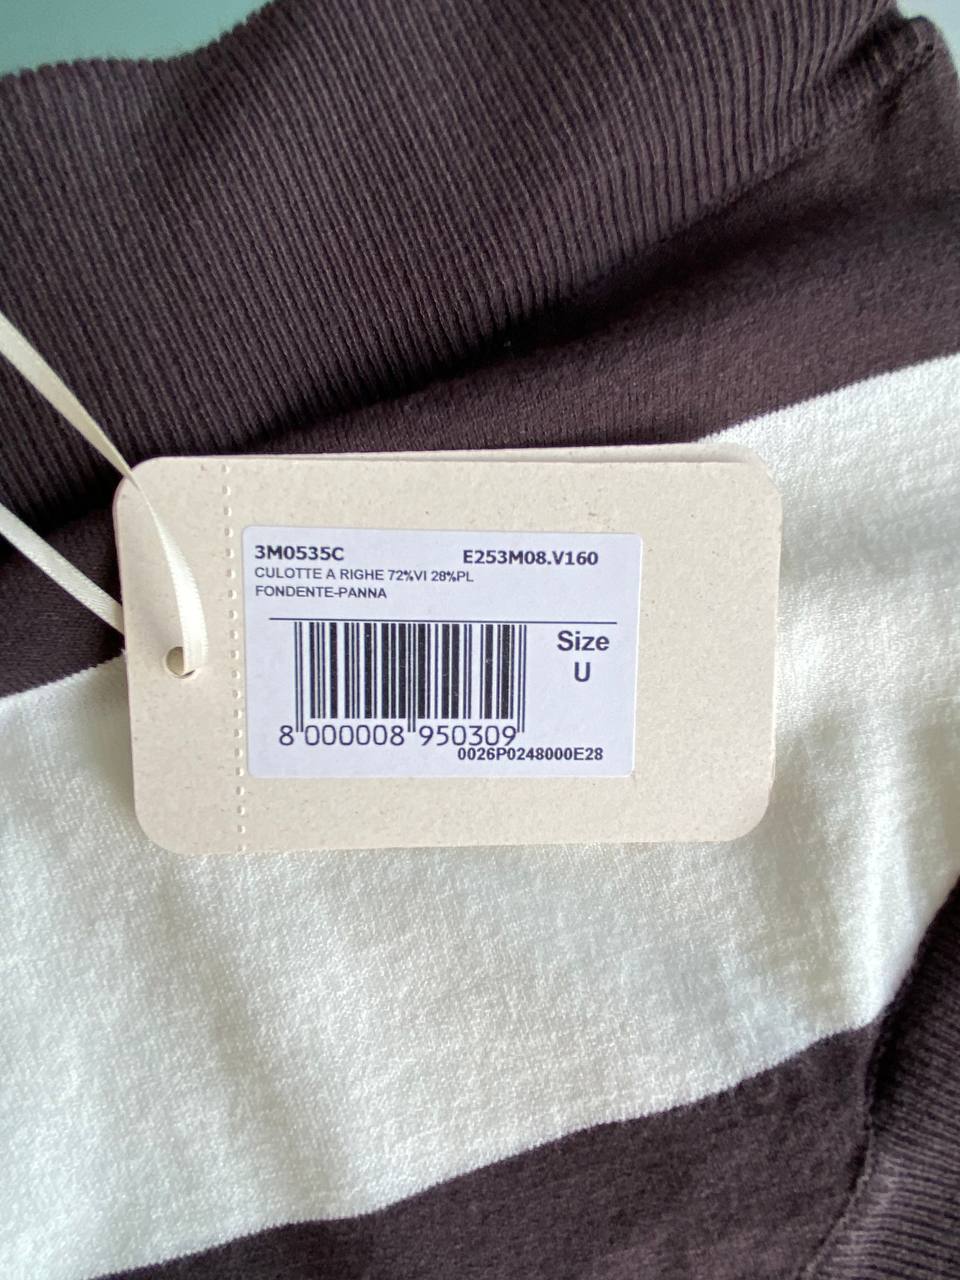 3M0535C E253M08.V160
CULOTTE A RIGHE 72%VI 28%PL
FONDENTE-PANNA
Size
U
8 000008 950309
0026P0248000E28